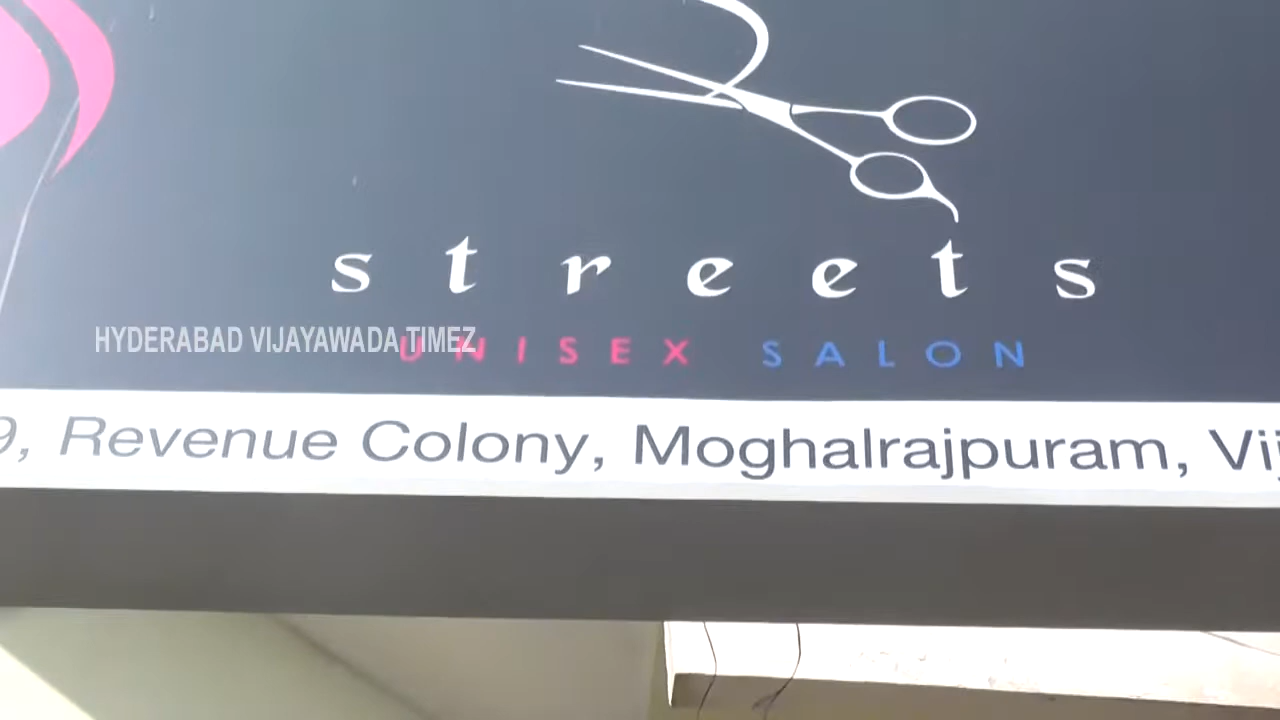 streets
HYDERABAD VIJAYAWADA TIMEZ
UNISEX SALON
9, Revenue Colony, Moghalrajpuram, Vij